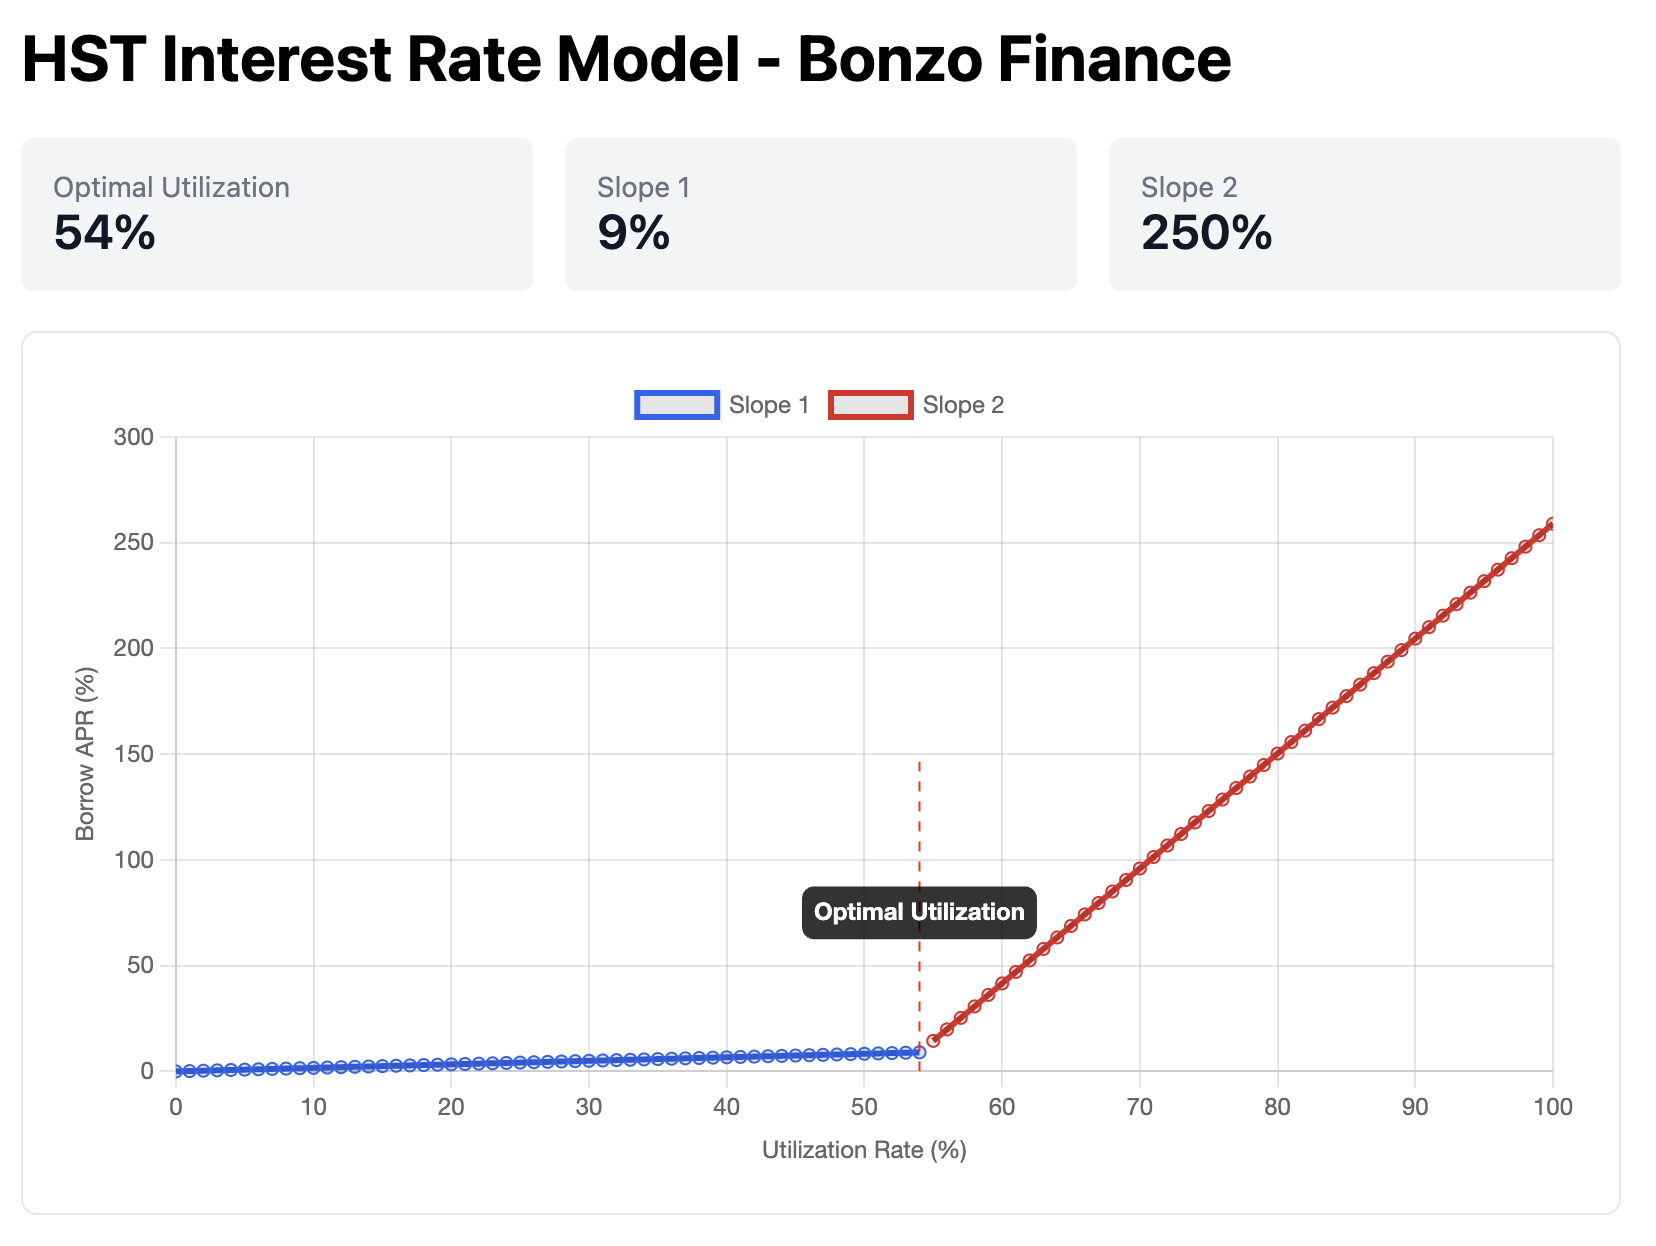 HST Interest Rate Model - Bonzo Finance
Optimal Utilization
54%
Slope 1
9%
Slope 2
250%
Slope 1
Slope 2
300
250
200
150
100
50
0
Borrow APR (%)
Optimal Utilization
0
10
20
30
40
50
60
70
80
90
100
Utilization Rate (%)